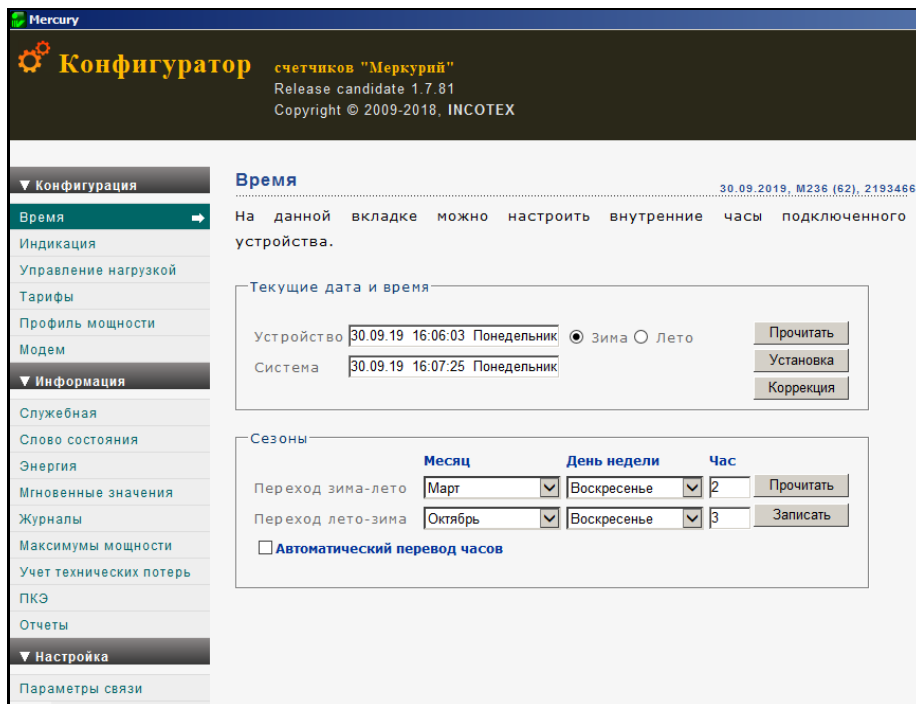 Mercury
Конфигуратор счетчиков "Меркурий"
Release candidate 1.7.81
Copyright © 2009-2018, INCOTEX
▼ Конфигурация
Время
Индикация
Управление нагрузкой
Тарифы
Профиль мощности
Модем
▼ Информация
Служебная
Слово состояния
Энергия
Мгновенные значения
Журналы
Максимумы мощности
Учет технических потерь
ПКЭ
Отчеты
▼ Настройка
Параметры связи
Время
30.09.2019, M236 (62), 2193466
На данной вкладке можно настроить внутренние часы подключенного
устройства.
Текущие дата и время
Устройство 30.09.19 16:06:03 Понедельник Зима Лето Прочитать
Установка
Система 30.09.19 16:07:25 Понедельник
Коррекция
Сезоны
Месяц День недели Час
Переход зима-лето Март Воскресенье 2 Прочитать
Переход лето-зима Октябрь Воскресенье 3 Записать
Автоматический перевод часов